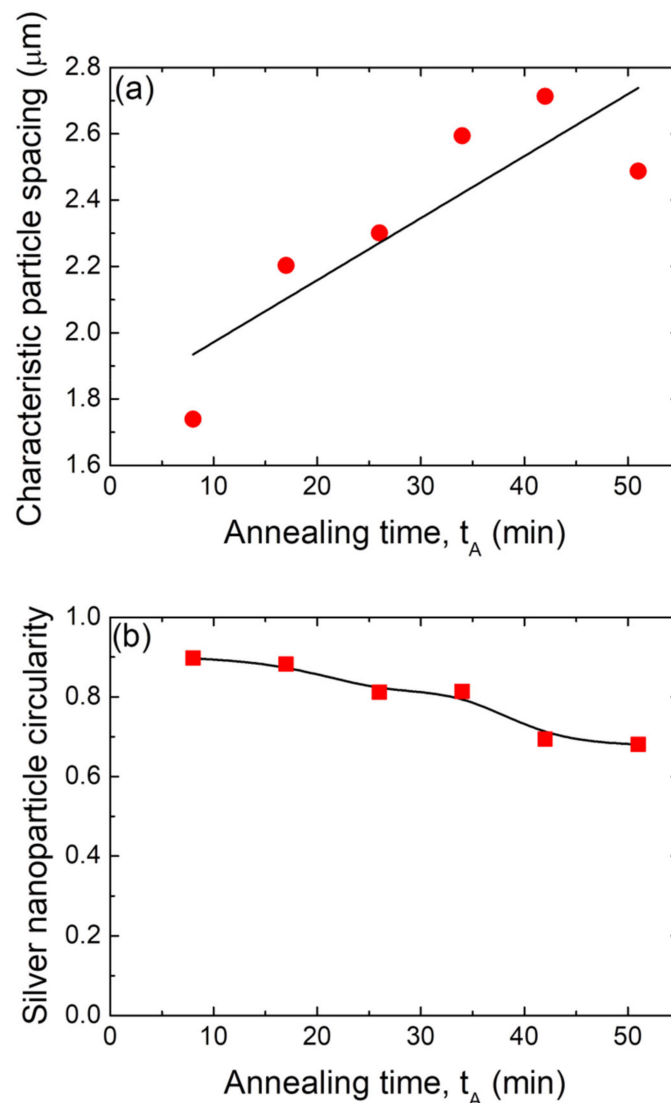 (a)
Characteristic particle spacing (μm)
2.8
2.6
2.4
2.2
2.0
1.8
1.6
0 10 20 30 40 50
Annealing time, t_A (min)
(b)
Silver nanoparticle circularity
1.0
0.8
0.6
0.4
0.2
0.0
0 10 20 30 40 50
Annealing time, t_A (min)